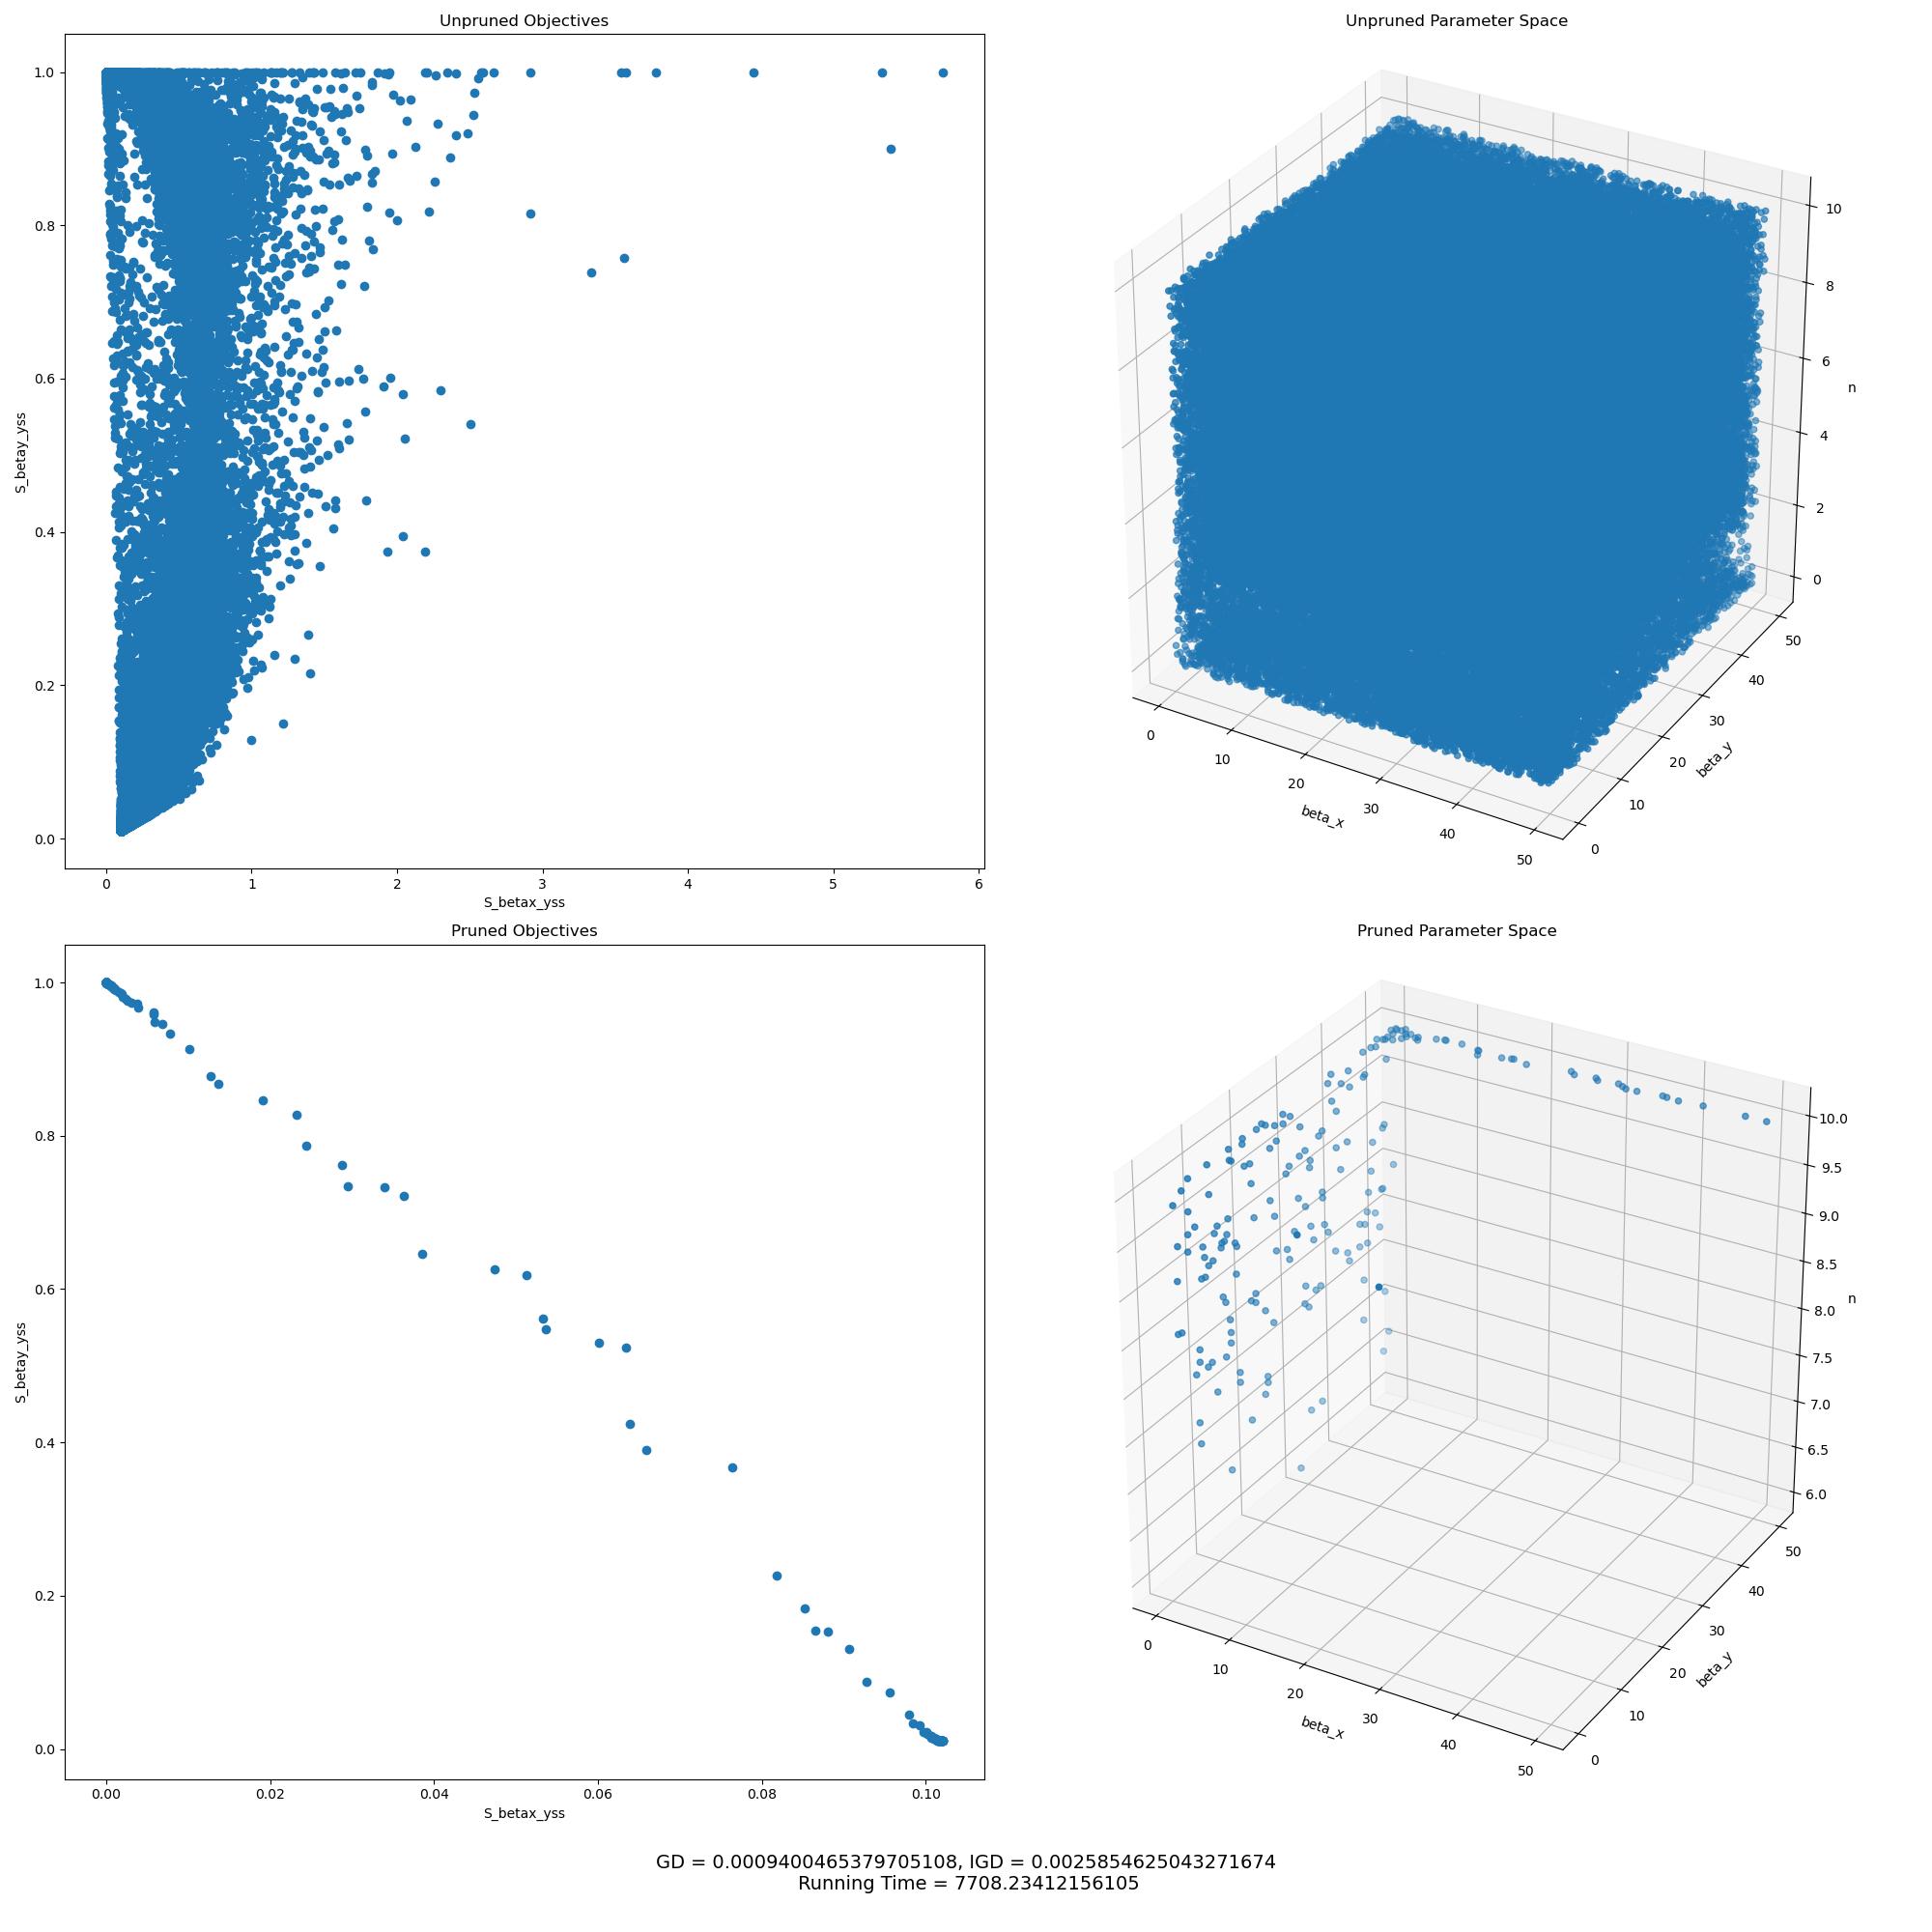 Unpruned Objectives
1.0
0.8
0.6
0.4
0.2
0.0
S_betay_yss
0 1 2 3 4 5 6
S_betax_yss
Unpruned Parameter Space
10
8
6
4
2
0
n
0 10 20 30 40 50
beta_x
0 10 20 30 40 50
beta_y
Pruned Objectives
1.0
0.8
0.6
0.4
0.2
0.0
S_betay_yss
0.00 0.02 0.04 0.06 0.08 0.10
S_betax_yss
Pruned Parameter Space
10.0
9.5
9.0
8.5
8.0
7.5
7.0
6.5
6.0
n
0 10 20 30 40 50
beta_x
0 10 20 30 40 50
beta_y
GD = 0.0009400465379705108, IGD = 0.0025854625043271674
Running Time = 7708.23412156105